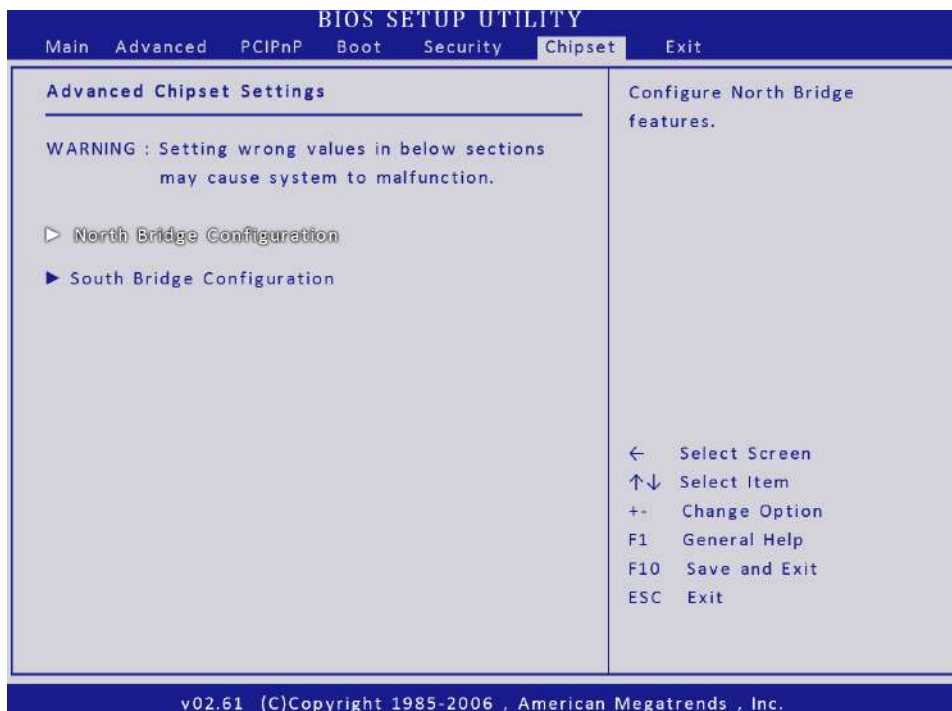 BIOS SETUP UTILITY
Main Advanced PCIPnP Boot Security Chipset Exit
Advanced Chipset Settings
WARNING : Setting wrong values in below sections
may cause system to malfunction.
▷ North Bridge Configuration
► South Bridge Configuration
Configure North Bridge
features.
← Select Screen
↑↓ Select Item
+- Change Option
F1 General Help
F10 Save and Exit
ESC Exit
v02.61 (C)Copyright 1985-2006 , American Megatrends , Inc.